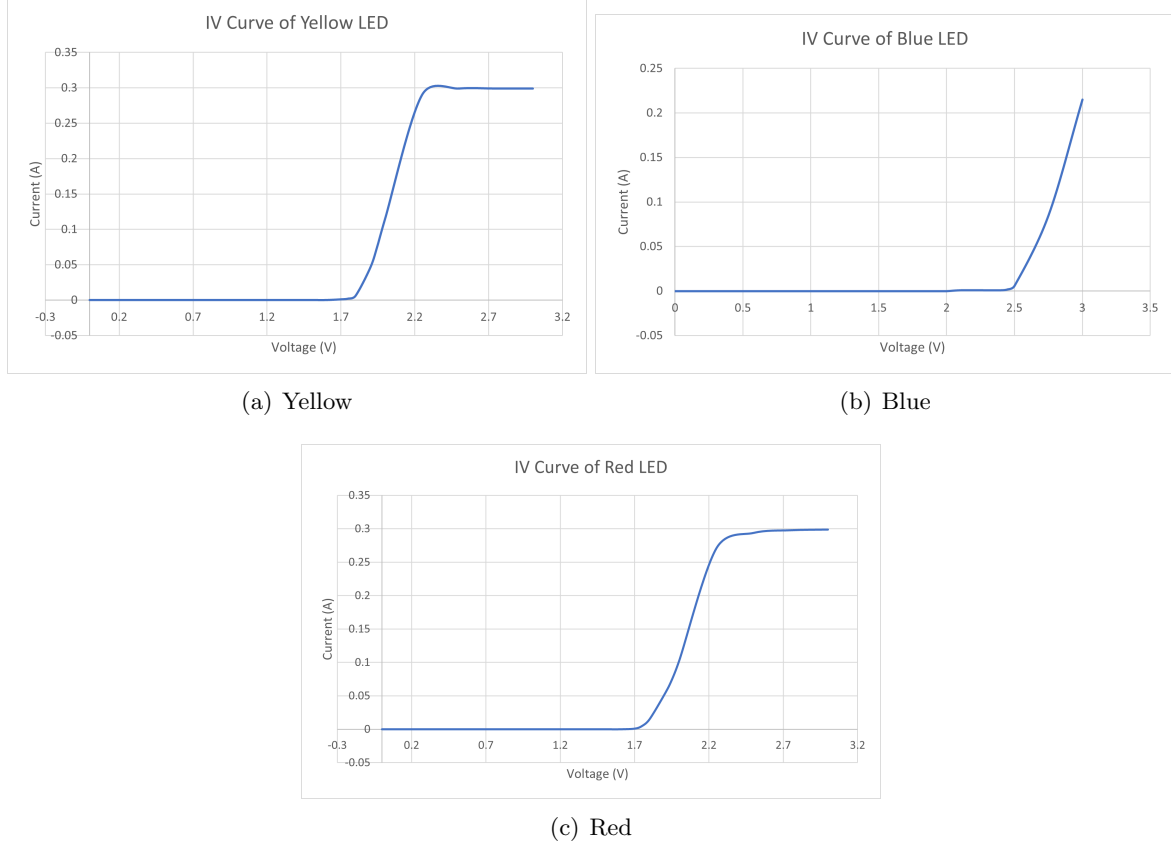 IV Curve of Yellow LED
0.35
0.3
0.25
0.2
0.15
0.1
0.05
0
-0.05
-0.3 0.2 0.7 1.2 1.7 2.2 2.7 3.2
Current (A)
Voltage (V)
(a) Yellow
IV Curve of Blue LED
0.25
0.2
0.15
0.1
0.05
0
-0.05
0 0.5 1 1.5 2 2.5 3 3.5
Current (A)
Voltage (V)
(b) Blue
IV Curve of Red LED
0.35
0.3
0.25
0.2
0.15
0.1
0.05
0
-0.05
-0.3 0.2 0.7 1.2 1.7 2.2 2.7 3.2
Current (A)
Voltage (V)
(c) Red